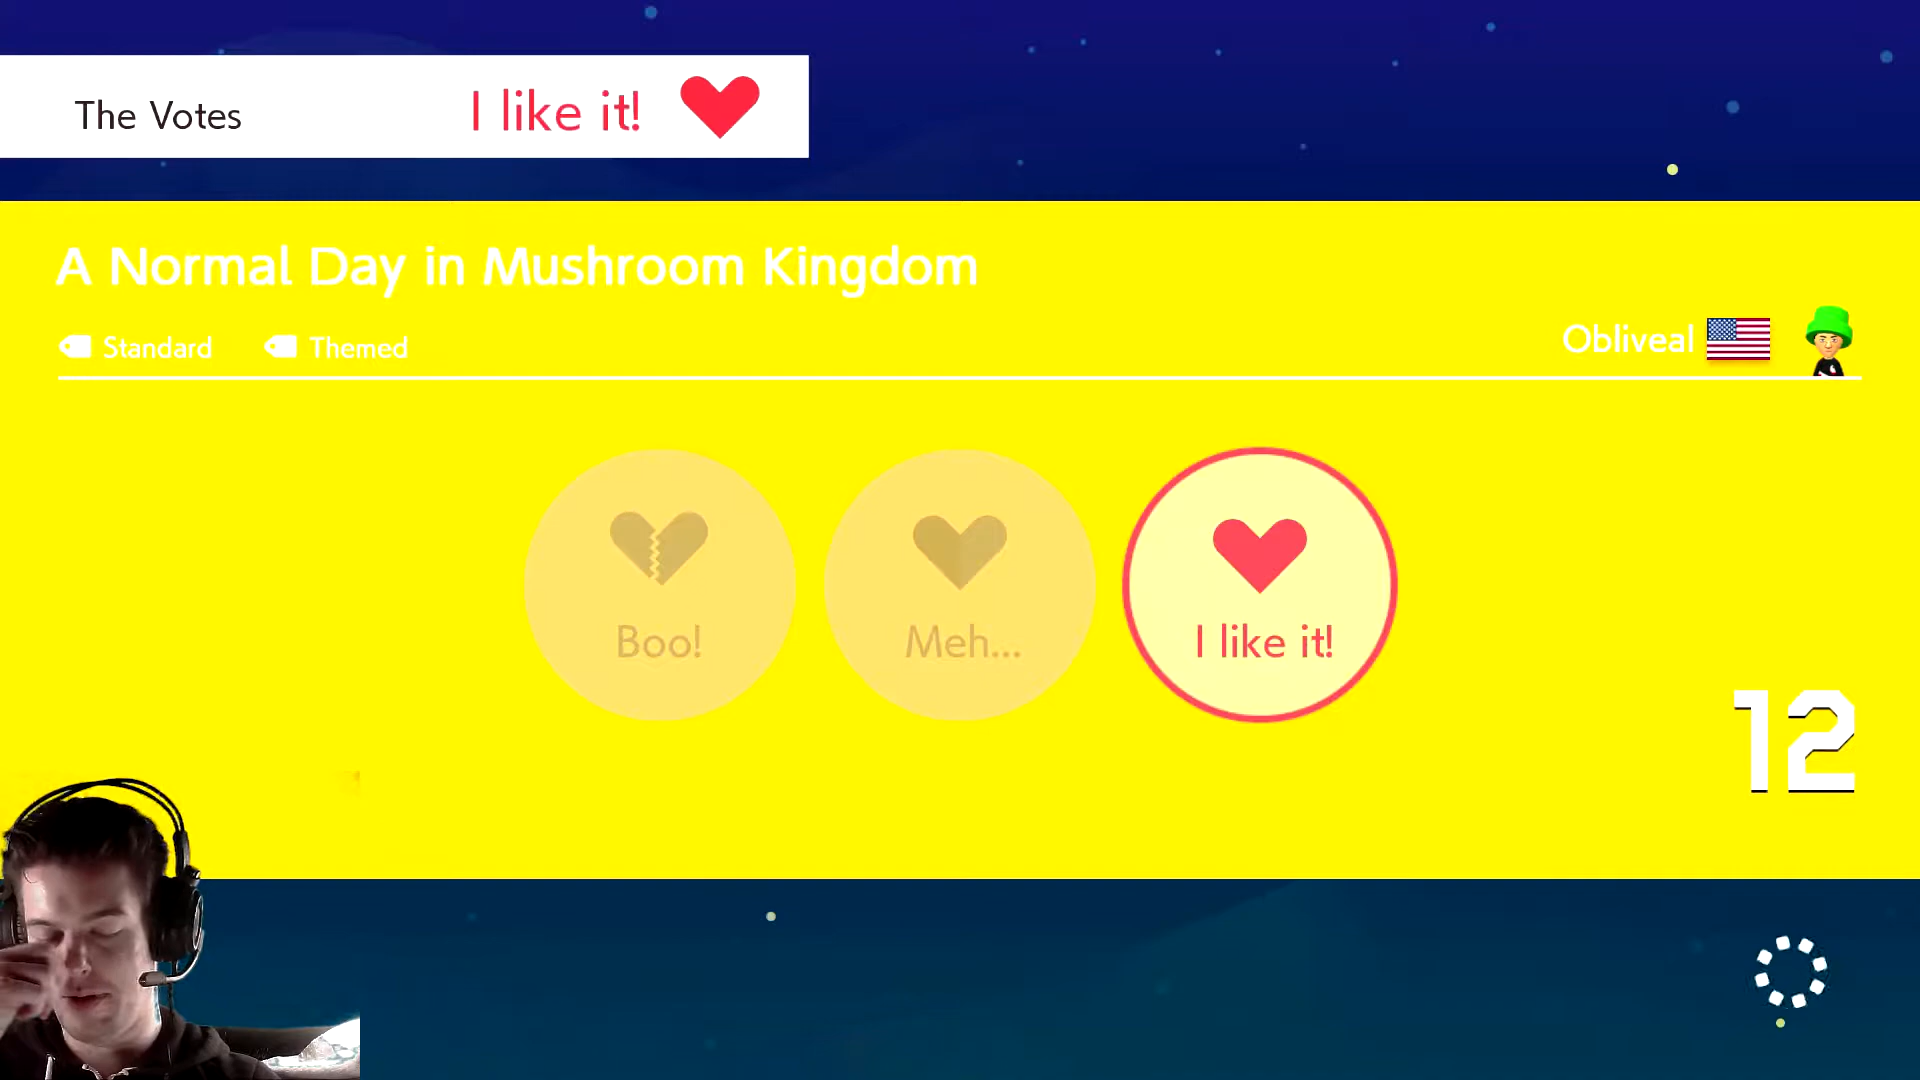 The Votes
I like it!
A Normal Day in Mushroom Kingdom
Standard
Themed
Obliveal
Boo!
Meh...
I like it!
12